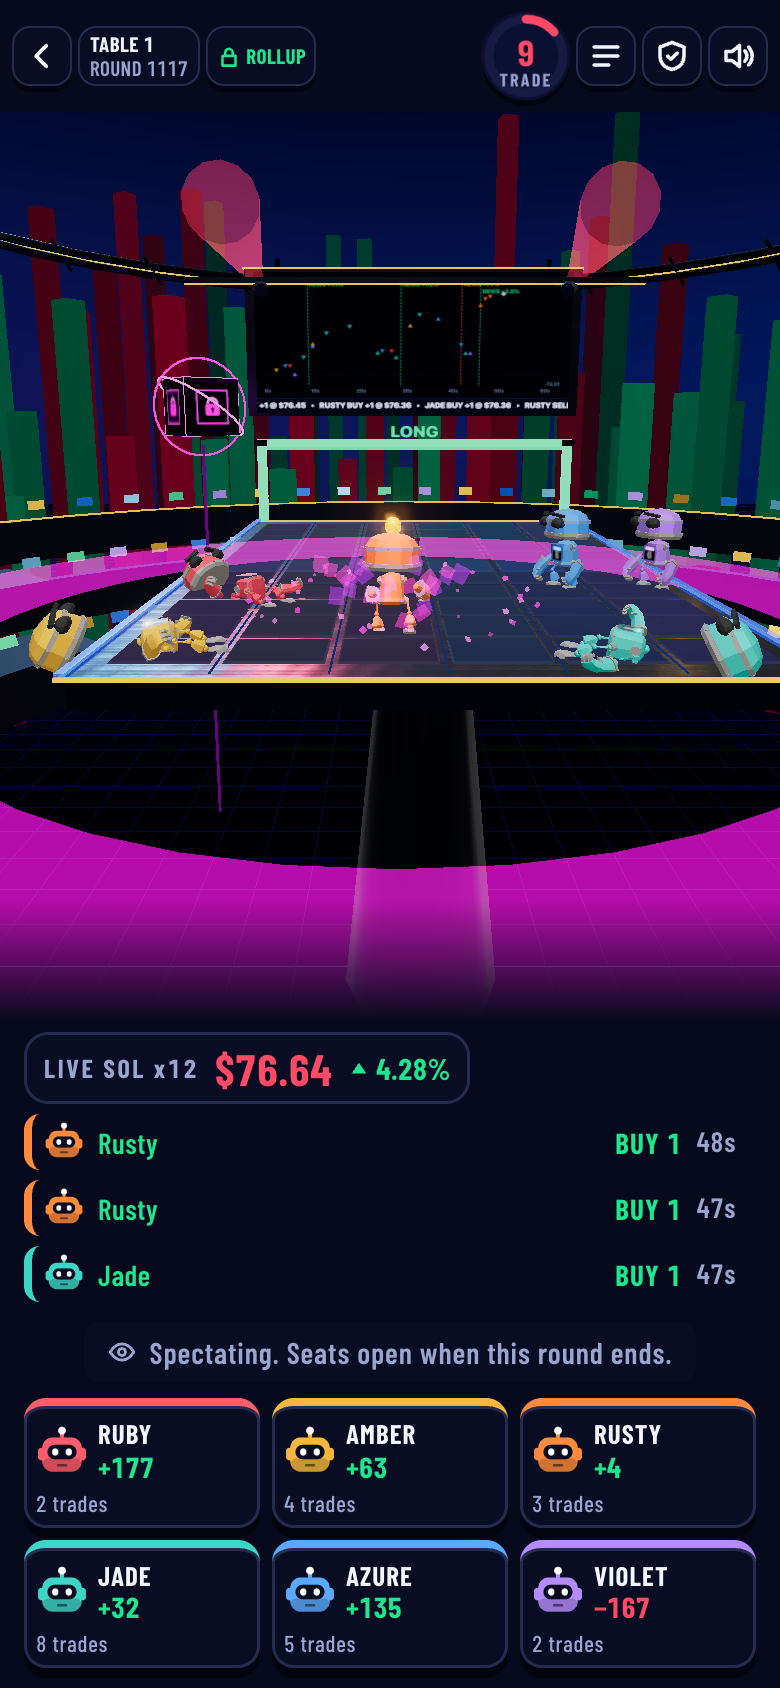 TABLE 1
ROUND 1117
ROLLUP
9
TRADE
+1 @ $76.45 • RUSTY BUY +1 @ $76.36 • JADE BUY +1 @ $76.36 • RUSTY SELL
LONG
LIVE SOL x12 $76.64 ▲ 4.28%
Rusty BUY 1 48s
Rusty BUY 1 47s
Jade BUY 1 47s
Spectating. Seats open when this round ends.
RUBY
+177
2 trades
AMBER
+63
4 trades
RUSTY
+4
3 trades
JADE
+32
8 trades
AZURE
+135
5 trades
VIOLET
−167
2 trades